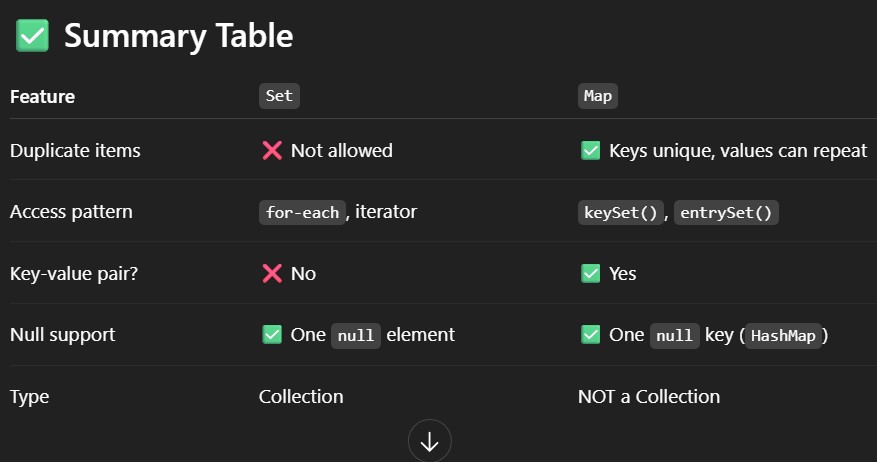 ✅ Summary Table
Feature Set Map
Duplicate items ❌ Not allowed ✅ Keys unique, values can repeat
Access pattern for-each, iterator keySet(), entrySet()
Key-value pair? ❌ No ✅ Yes
Null support ✅ One null element ✅ One null key (HashMap)
Type Collection NOT a Collection